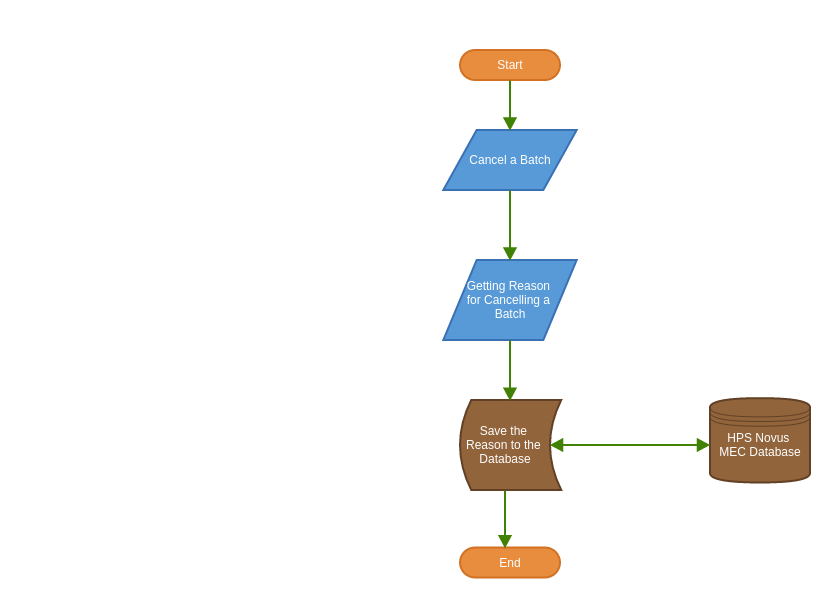 Start
Cancel a Batch
Getting Reason
for Cancelling a
Batch
Save the
Reason to the
Database
HPS Novus
MEC Database
End